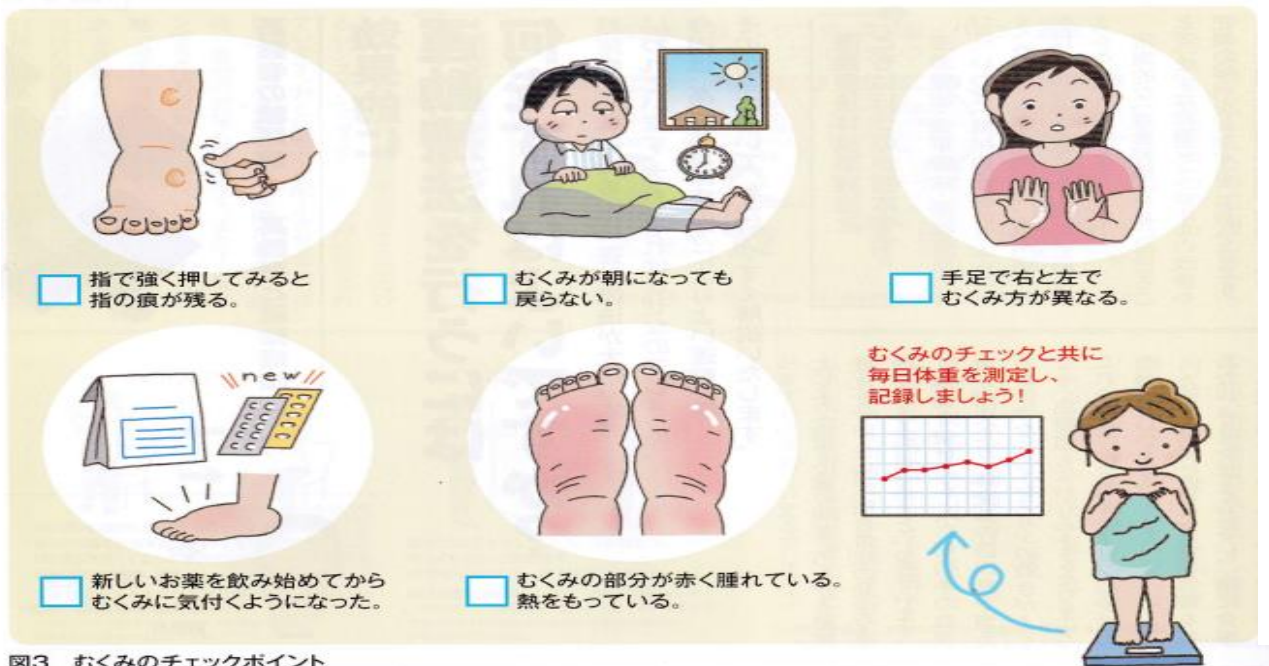 指で強く押してみると
指の痕が残る。
むくみが朝になっても
戻らない。
手足で右と左で
むくみ方が異なる。
new
新しいお薬を飲み始めてから
むくみに気付くようになった。
むくみの部分が赤く腫れている。
熱をもっている。
むくみのチェックと共に
毎日体重を測定し、
記録しましょう!
図3 むくみのチェックポイント